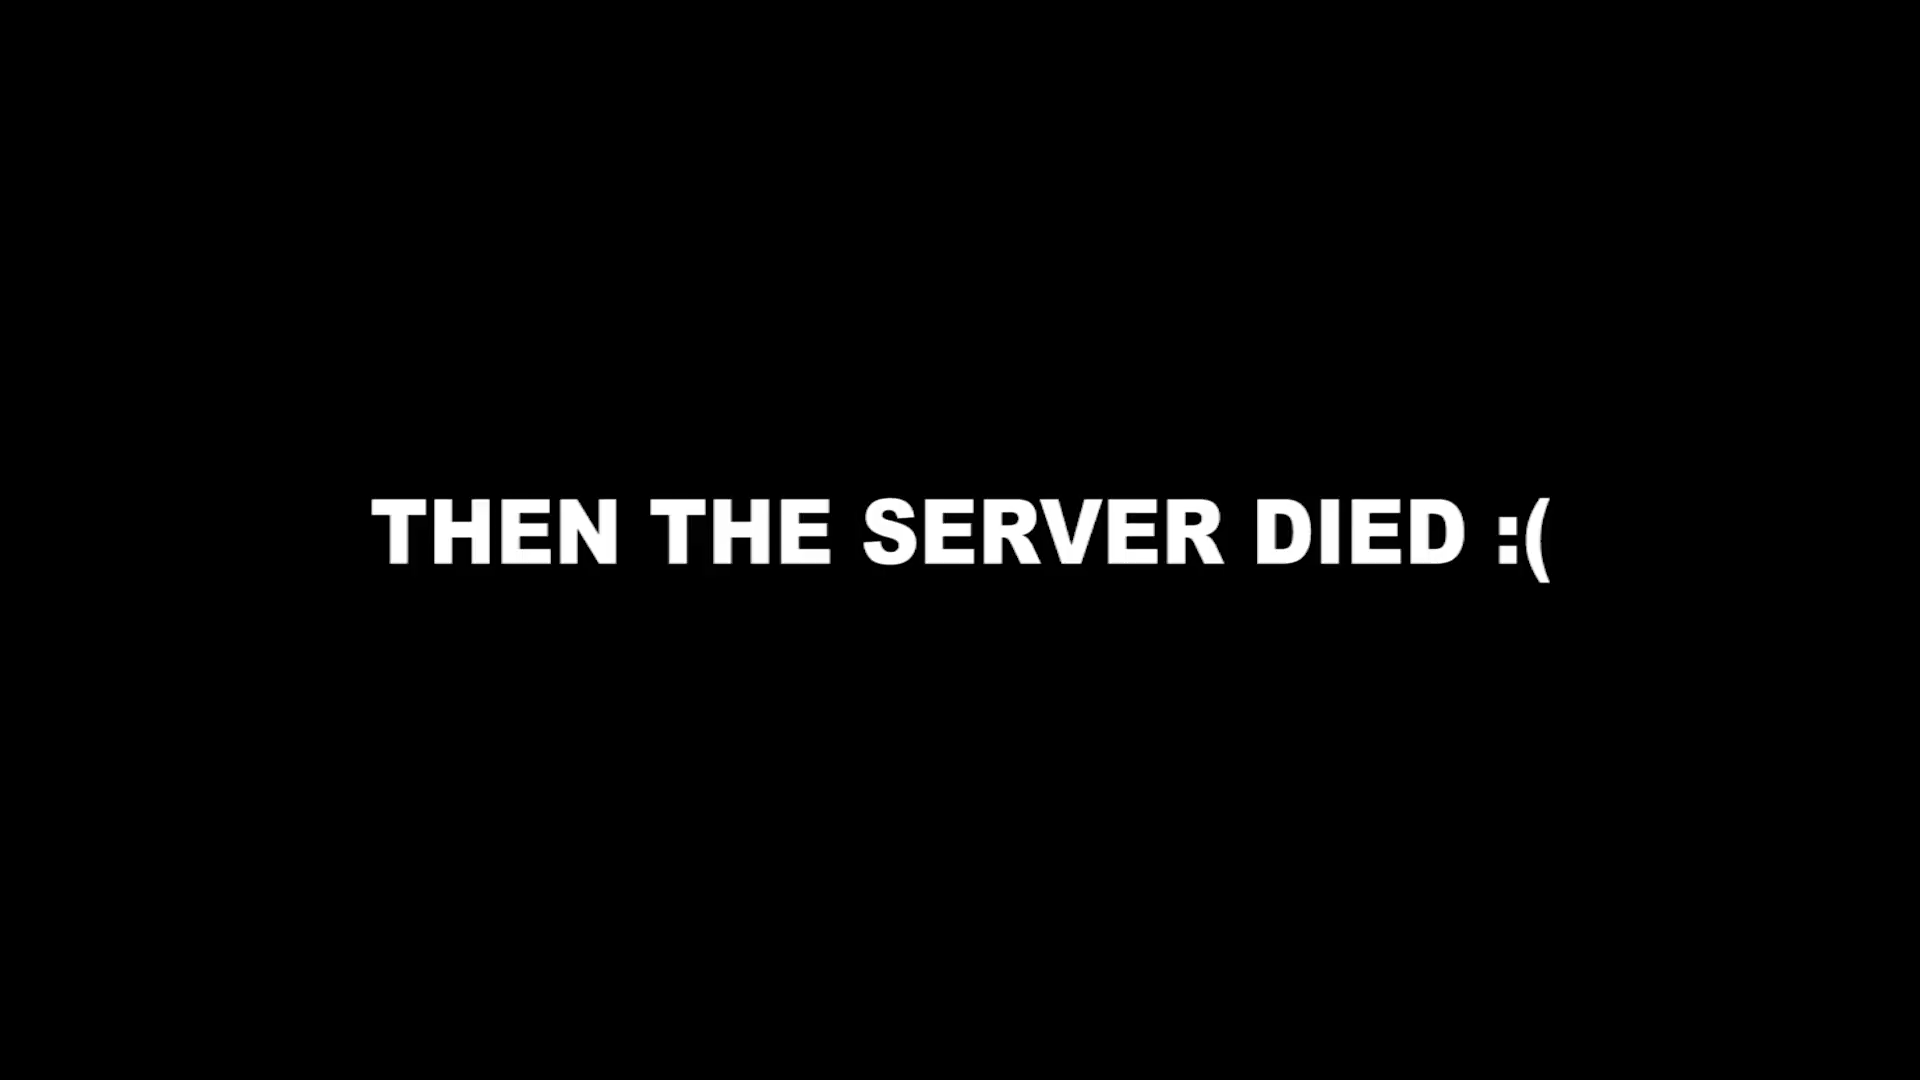 THEN THE SERVER DIED :(